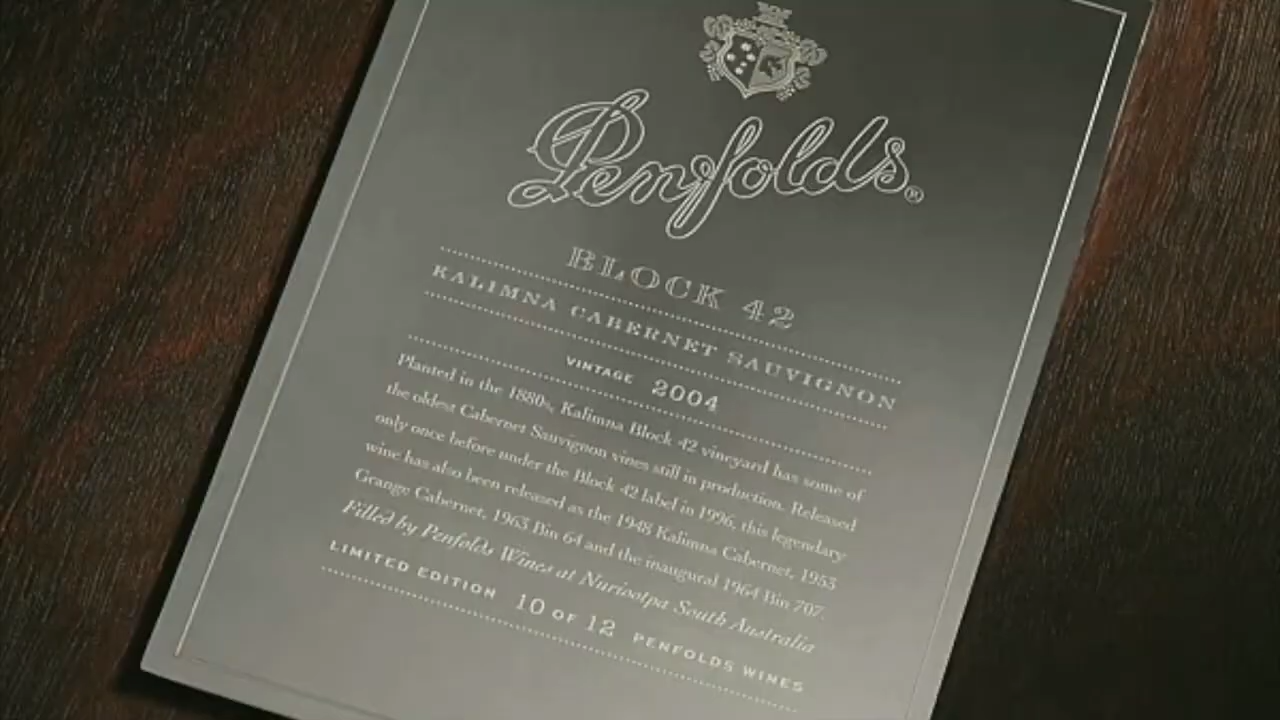 Penfolds®
BLOCK 42
KALIMNA CABERNET SAUVIGNON
VINTAGE 2004
Planted in the 1880s, Kalimna Block 42 vineyard has some of
the oldest Cabernet Sauvignon vines still in production. Released
only once before under the Block 42 label in 1996, this legendary
wine has also been released as the 1948 Kalimna Cabernet, 1953
Grange Cabernet, 1963 Bin 64 and the inaugural 1964 Bin 707.
Filled by Penfolds Wines at Nuriootpa South Australia
LIMITED EDITION 10 OF 12 PENFOLDS WINES